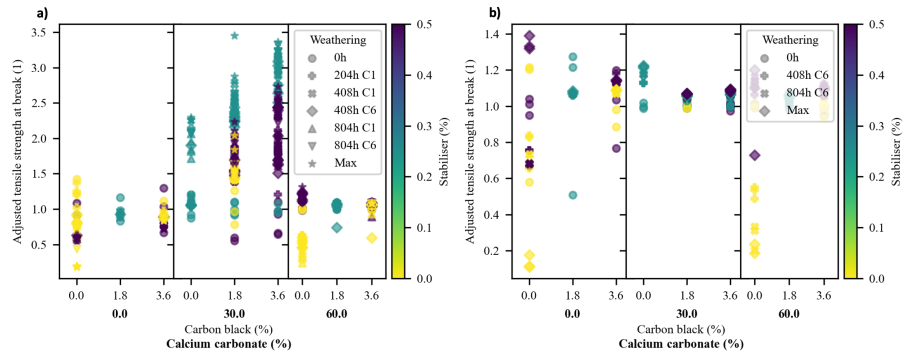 a)
Adjusted tensile strength at break (1)
3.5
3.0
2.5
2.0
1.5
1.0
0.5
Weathering
0h
204h C1
408h C1
408h C6
804h C1
804h C6
Max
0.0 1.8 3.6 0.0 1.8 3.6 0.0 1.8 3.6
0.0 30.0 60.0
Carbon black (%)
Calcium carbonate (%)
0.5
0.4
0.3
0.2
0.1
0.0
Stabiliser (%)
b)
Adjusted tensile strength at break (1)
1.4
1.2
1.0
0.8
0.6
0.4
0.2
Weathering
0h
408h C6
804h C6
Max
0.0 1.8 3.6 0.0 1.8 3.6 0.0 1.8 3.6
0.0 30.0 60.0
Carbon black (%)
Calcium carbonate (%)
0.5
0.4
0.3
0.2
0.1
0.0
Stabiliser (%)